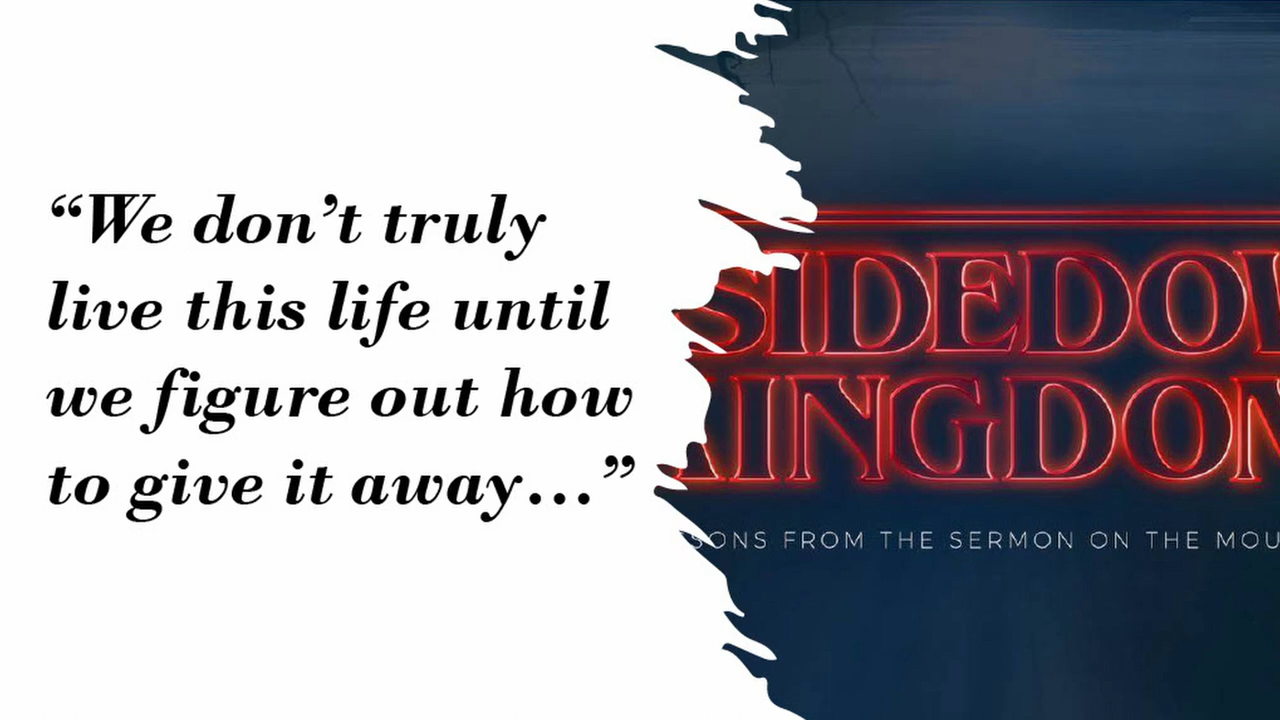 “We don’t truly
live this life until
we figure out how
to give it away...”
SIDEDOW
KINGDOM
SONS FROM THE SERMON ON THE MOU